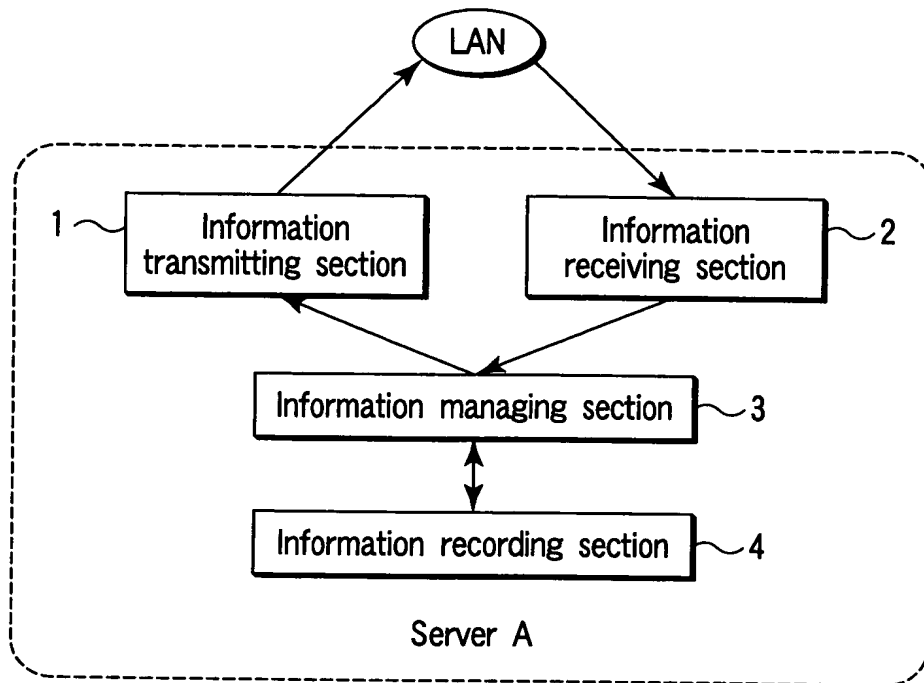 LAN
1
Information
transmitting section
Information
receiving section
2
Information managing section
3
Information recording section
4
Server A